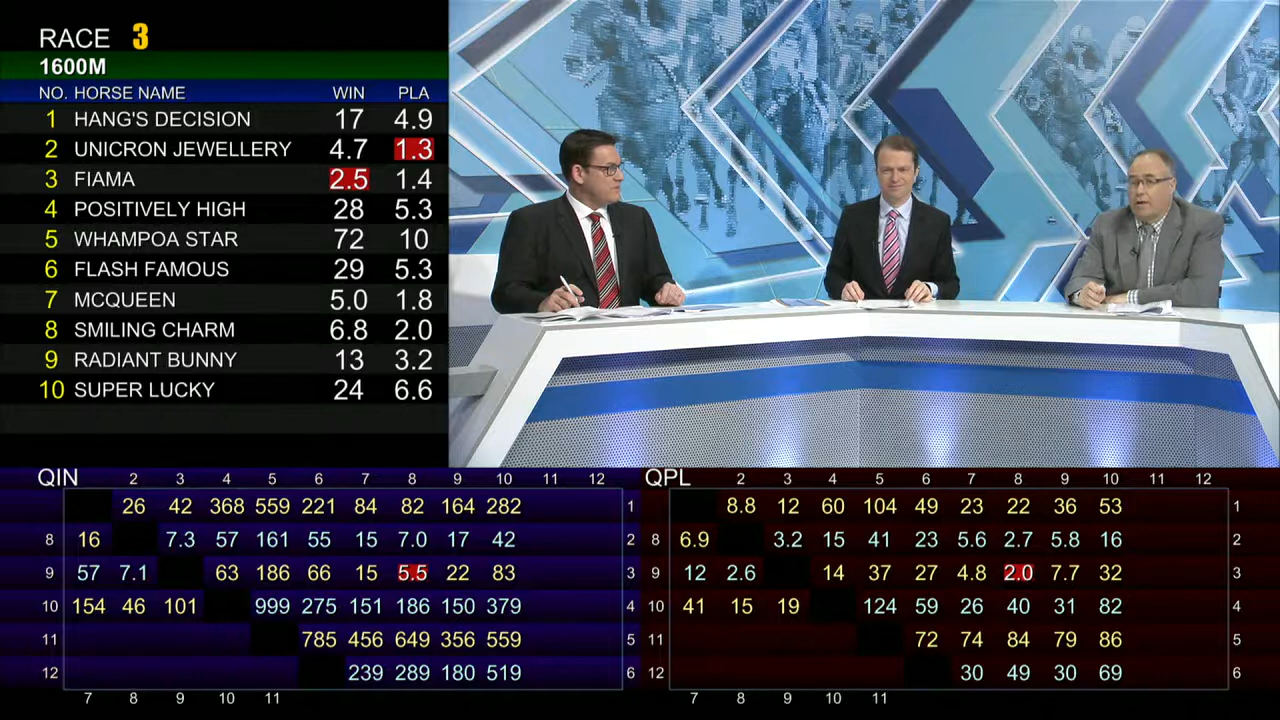 RACE 3
1600M
NO. HORSE NAME WIN PLA
1 HANG'S DECISION 17 4.9
2 UNICRON JEWELLERY 4.7 1.3
3 FIAMA 2.5 1.4
4 POSITIVELY HIGH 28 5.3
5 WHAMPOA STAR 72 10
6 FLASH FAMOUS 29 5.3
7 MCQUEEN 5.0 1.8
8 SMILING CHARM 6.8 2.0
9 RADIANT BUNNY 13 3.2
10 SUPER LUCKY 24 6.6
QIN 2 3 4 5 6 7 8 9 10 11 12
26 42 368 559 221 84 82 164 282 1
8 16 7.3 57 161 55 15 7.0 17 42 2
9 57 7.1 63 186 66 15 5.5 22 83 3
10 154 46 101 999 275 151 186 150 379 4
11 785 456 649 356 559 5
12 239 289 180 519 6
7 8 9 10 11
QPL 2 3 4 5 6 7 8 9 10 11 12
8.8 12 60 104 49 23 22 36 53 1
8 6.9 3.2 15 41 23 5.6 2.7 5.8 16 2
9 12 2.6 14 37 27 4.8 2.0 7.7 32 3
10 41 15 19 124 59 26 40 31 82 4
11 72 74 84 79 86 5
12 30 49 30 69 6
7 8 9 10 11